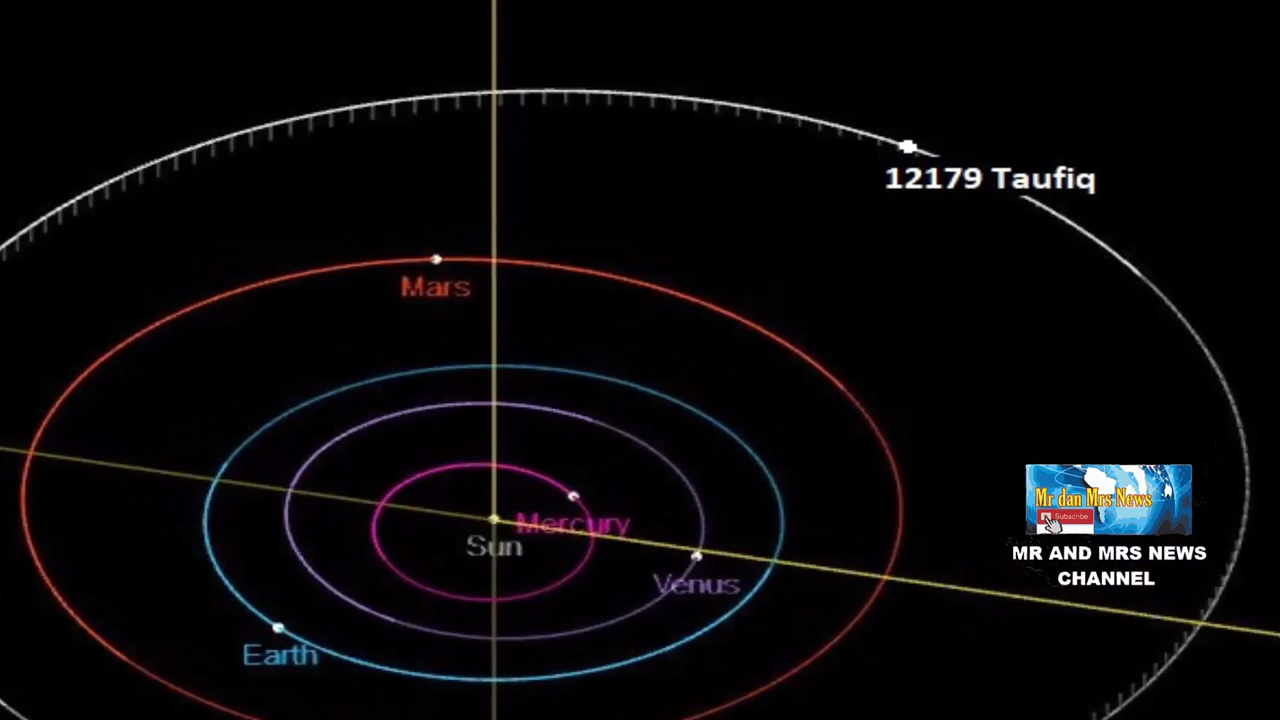 12179 Taufiq
Mars
Mercury
Sun
Venus
Earth
Mr dan Mrs News
Subscribe
MR AND MRS NEWS
CHANNEL